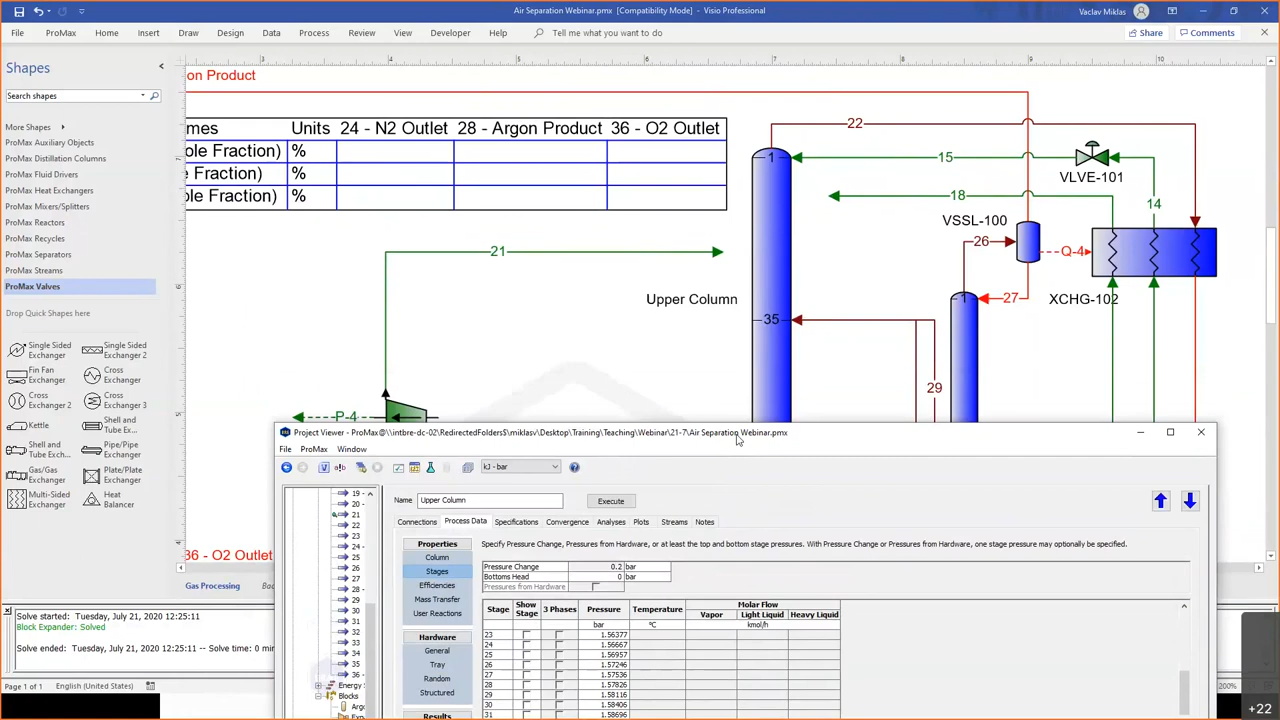 Air Separation Webinar.pmx [Compatibility Mode] - Visio Professional
Vaclav Miklas
File ProMax Home Insert Draw Design Data Process Review View Developer Help Tell me what you want to do
Share Comments
Shapes
Search shapes
More Shapes
ProMax Auxiliary Objects
ProMax Distillation Columns
ProMax Fluid Drivers
ProMax Heat Exchangers
ProMax Mixers/Splitters
ProMax Reactors
ProMax Recycles
ProMax Separators
ProMax Streams
ProMax Valves
Drop Quick Shapes here
Single Sided Exchanger
Single Sided Exchanger 2
Fin Fan Exchanger
Cross Exchanger
Cross Exchanger 2
Cross Exchanger 3
Kettle
Shell and Tube Ex...
Shell and Tube Exch...
Pipe/Pipe Exchanger
Gas/Gas Exchanger
Plate/Plate Exchanger
Multi-Sided Exchanger
Heat Balancer
3 4 5 6 7 8 9 10
on Product
mes Units 24 - N2 Outlet 28 - Argon Product 36 - O2 Outlet
ole Fraction) %
e Fraction) %
ole Fraction) %
22
1
15
VLVE-101
18
14
VSSL-100
26
Q-4
21
Upper Column
1
27
XCHG-102
35
29
P-4
36 - O2 Outlet
Gas Processing
Project Viewer - ProMax@\\intbre-dc-02\RedirectedFolders$\miklasv\Desktop\Training\Teaching\Webinar\21-7\Air Separation Webinar.pmx
File ProMax Window
kJ - bar
19 -
20 -
21
22
23
24 -
25
26
27
28 -
29
30
31
32
33
34
35
36 -
Energy S
Blocks
Name Upper Column Execute
Connections Process Data Specifications Convergence Analyses Plots Streams Notes
Properties
Column
Stages
Efficiencies
Mass Transfer
User Reactions
Hardware
General
Tray
Random
Structured
Results
Specify Pressure Change, Pressures from Hardware, or at least the top and bottom stage pressures. With Pressure Change or Pressures from Hardware, one stage pressure may optionally be specified.
Pressure Change 0.2 bar
Bottoms Head 0 bar
Pressures from Hardware
Stage Show Stage 3 Phases Pressure Temperature Molar Flow
Vapor Light Liquid Heavy Liquid
bar °C kmol/h
23 1.56377
24 1.56667
25 1.56957
26 1.57246
27 1.57536
28 1.57826
29 1.58116
30 1.58406
31 1.58696
Solve started: Tuesday, July 21, 2020 12:25:11
Block Expander: Solved
Solve ended: Tuesday, July 21, 2020 12:25:11 -- Solve time: 0 min
Page 1 of 1 English (United States)
200%
+22